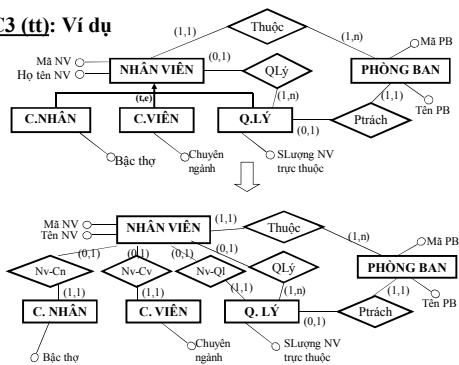 C3 (tt): Ví dụ
Thuộc
(1,1)
(1,n)
Mã PB
Mã NV
Họ tên NV
NHÂN VIÊN
(0,1)
QLý
PHÒNG BAN
(t,e)
(1,n)
(1,1)
Tên PB
C.NHÂN
C.VIÊN
Q.LÝ
(0,1)
Ptrách
Bậc thợ
Chuyên
ngành
SLượng NV
trực thuộc
Mã NV
Tên NV
NHÂN VIÊN
(1,1)
Thuộc
(1,n)
Mã PB
(0,1)
(0,1)
(0,1)
(0,1)
Nv-Cn
Nv-Cv
Nv-Ql
QLý
PHÒNG BAN
(1,1)
(1,1)
(1,1)
(1,n)
(1,1)
Tên PB
C. NHÂN
C. VIÊN
Q. LÝ
(0,1)
Ptrách
Bậc thợ
Chuyên
ngành
SLượng NV
trực thuộc